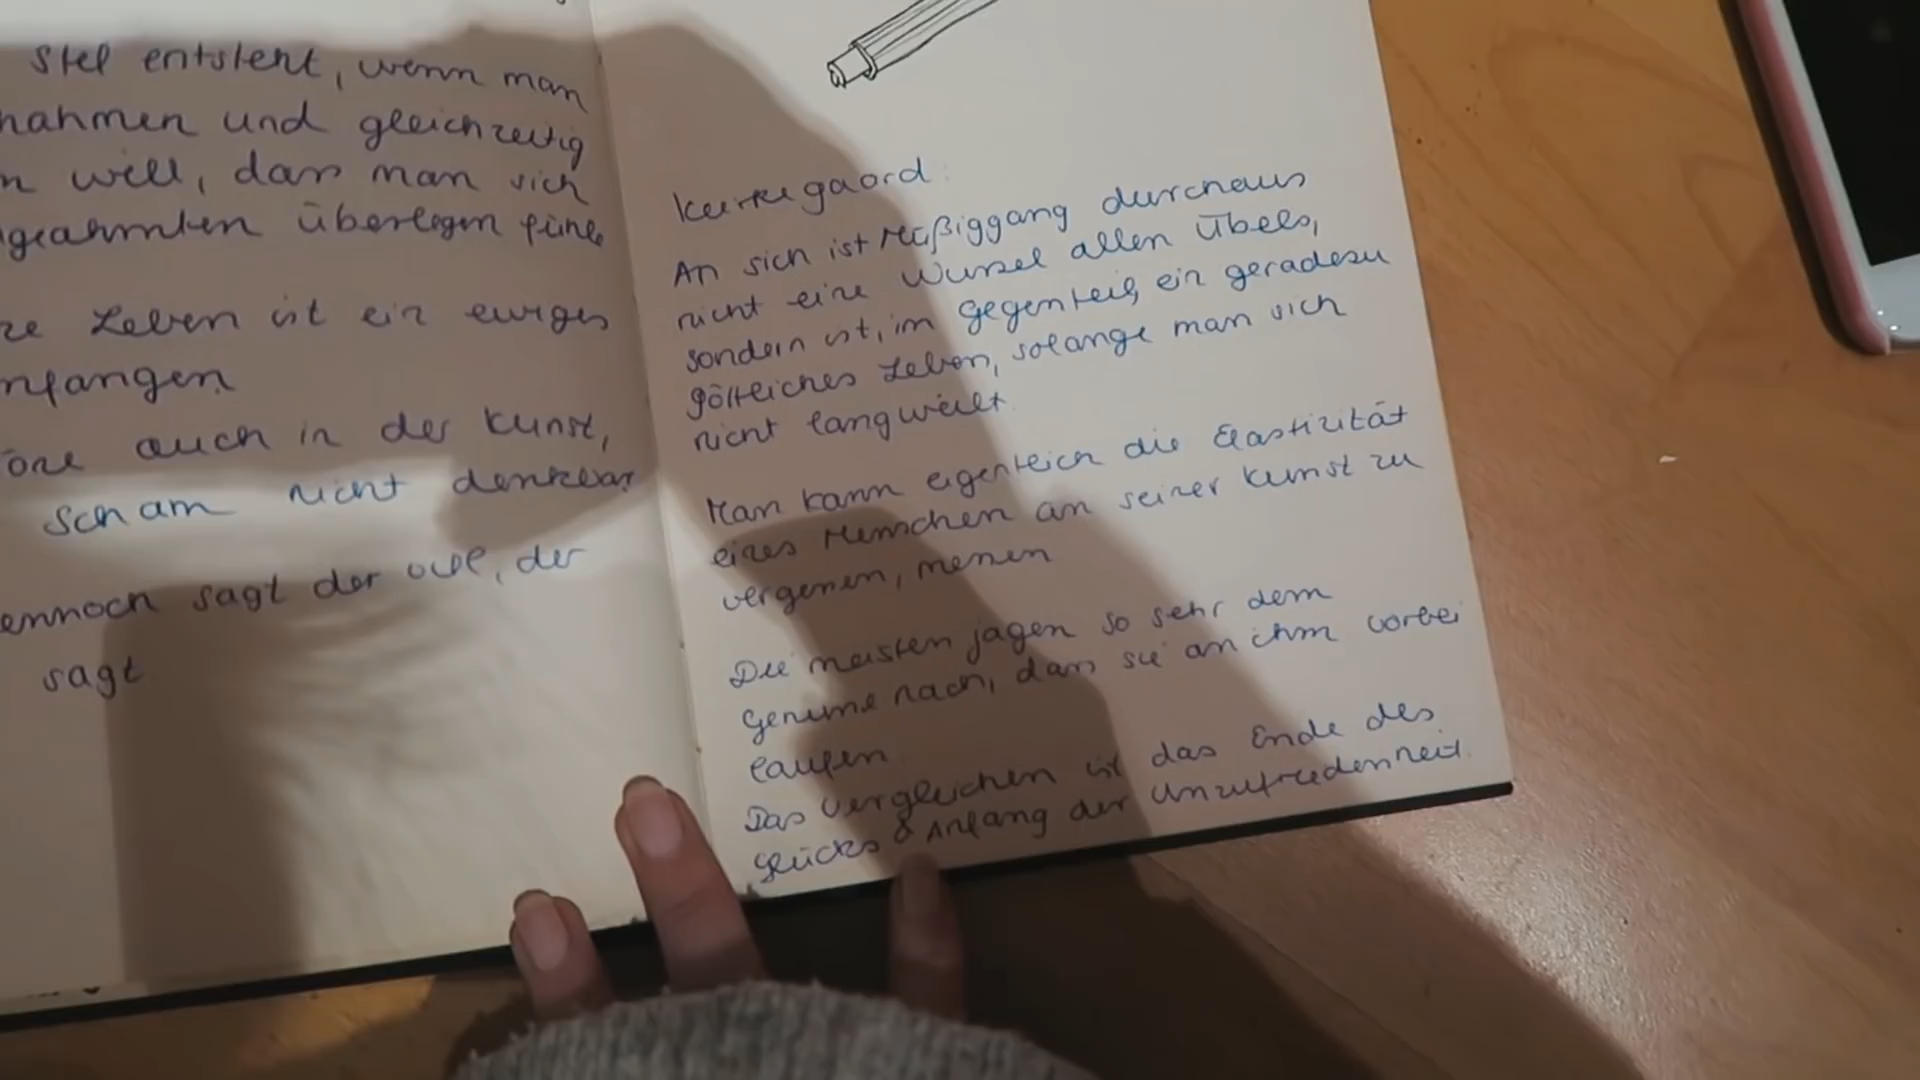 Stil entsteht, wenn man
nahmen und gleichzeitig
n will, dass man sich
geahmten überlegen fühle
ze Leben ist ein ewiges
nfangen
öne auch in der Kunst,
Scham nicht denkbar
ennoch sagt der viel, der
sagt
Kierkegaard:
An sich ist Müßiggang durchaus
nicht eine Wurzel allen Übels,
sondern ist, im Gegenteil, ein geradezu
göttliches Leben, solange man sich
nicht langweilt.
Man kann eigentlich die Elastizität
eines Menschen an seiner Kunst zu
vergessen, messen
Die meisten jagen so sehr dem
Genusse nach, dass sie an ihm vorbei
laufen
Das Vergleichen ist das Ende des
Glücks & Anfang der Unzufriedenheit.